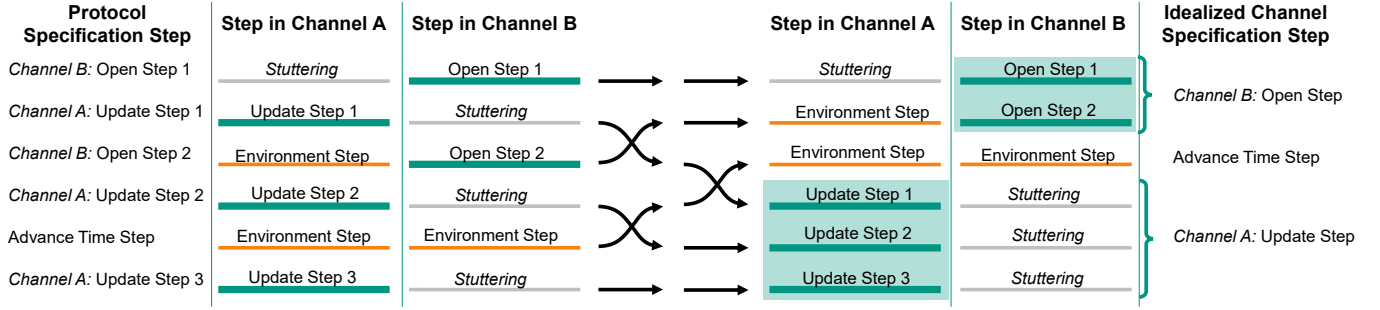 Protocol
Specification Step
Step in Channel A
Step in Channel B
Step in Channel A
Step in Channel B
Idealized Channel
Specification Step
Channel B: Open Step 1
Stuttering
Open Step 1
Stuttering
Open Step 1
Channel B: Open Step
Channel A: Update Step 1
Update Step 1
Stuttering
Environment Step
Open Step 2
Channel B: Open Step 2
Environment Step
Open Step 2
Environment Step
Environment Step
Advance Time Step
Channel A: Update Step 2
Update Step 2
Stuttering
Update Step 1
Stuttering
Advance Time Step
Environment Step
Environment Step
Update Step 2
Stuttering
Channel A: Update Step
Channel A: Update Step 3
Update Step 3
Stuttering
Update Step 3
Stuttering